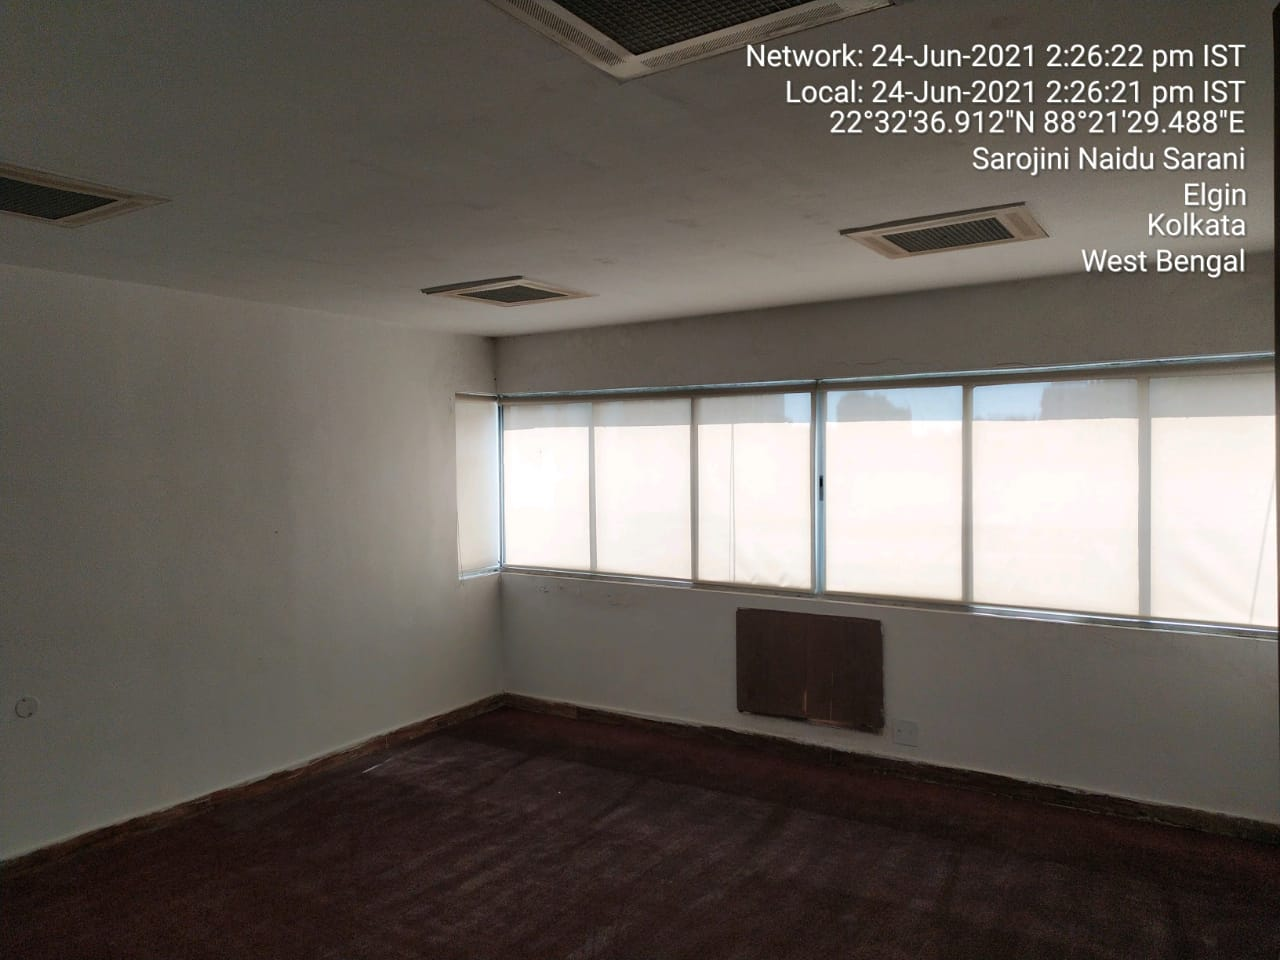 Network: 24-Jun-2021 2:26:22 pm IST
Local: 24-Jun-2021 2:26:21 pm IST
22°32'36.912"N 88°21'29.488"E
Sarojini Naidu Sarani
Elgin
Kolkata
West Bengal